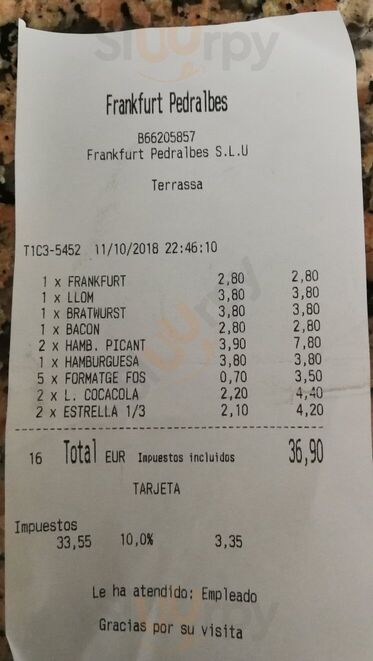 Sluurpy
Frankfurt Pedralbes
B66205857
Frankfurt Pedralbes S.L.U
Terrassa
T1C3-5452 11/10/2018 22:46:10
1 x FRANKFURT 2,80 2,80
1 x LLOM 3,80 3,80
1 x BRATWURST 3,80 3,80
1 x BACON 2,80 2,80
2 x HAMB. PICANT 3,90 7,80
1 x HAMBURGUESA 3,80 3,80
5 x FORMATGE FOS 0,70 3,50
2 x L. COCACOLA 2,20 4,40
2 x ESTRELLA 1/3 2,10 4,20
16 Total EUR Impuestos incluidos 36,90
TARJETA
Impuestos
33,55 10,0% 3,35
Le ha atendido: Empleado
Gracias por su visita